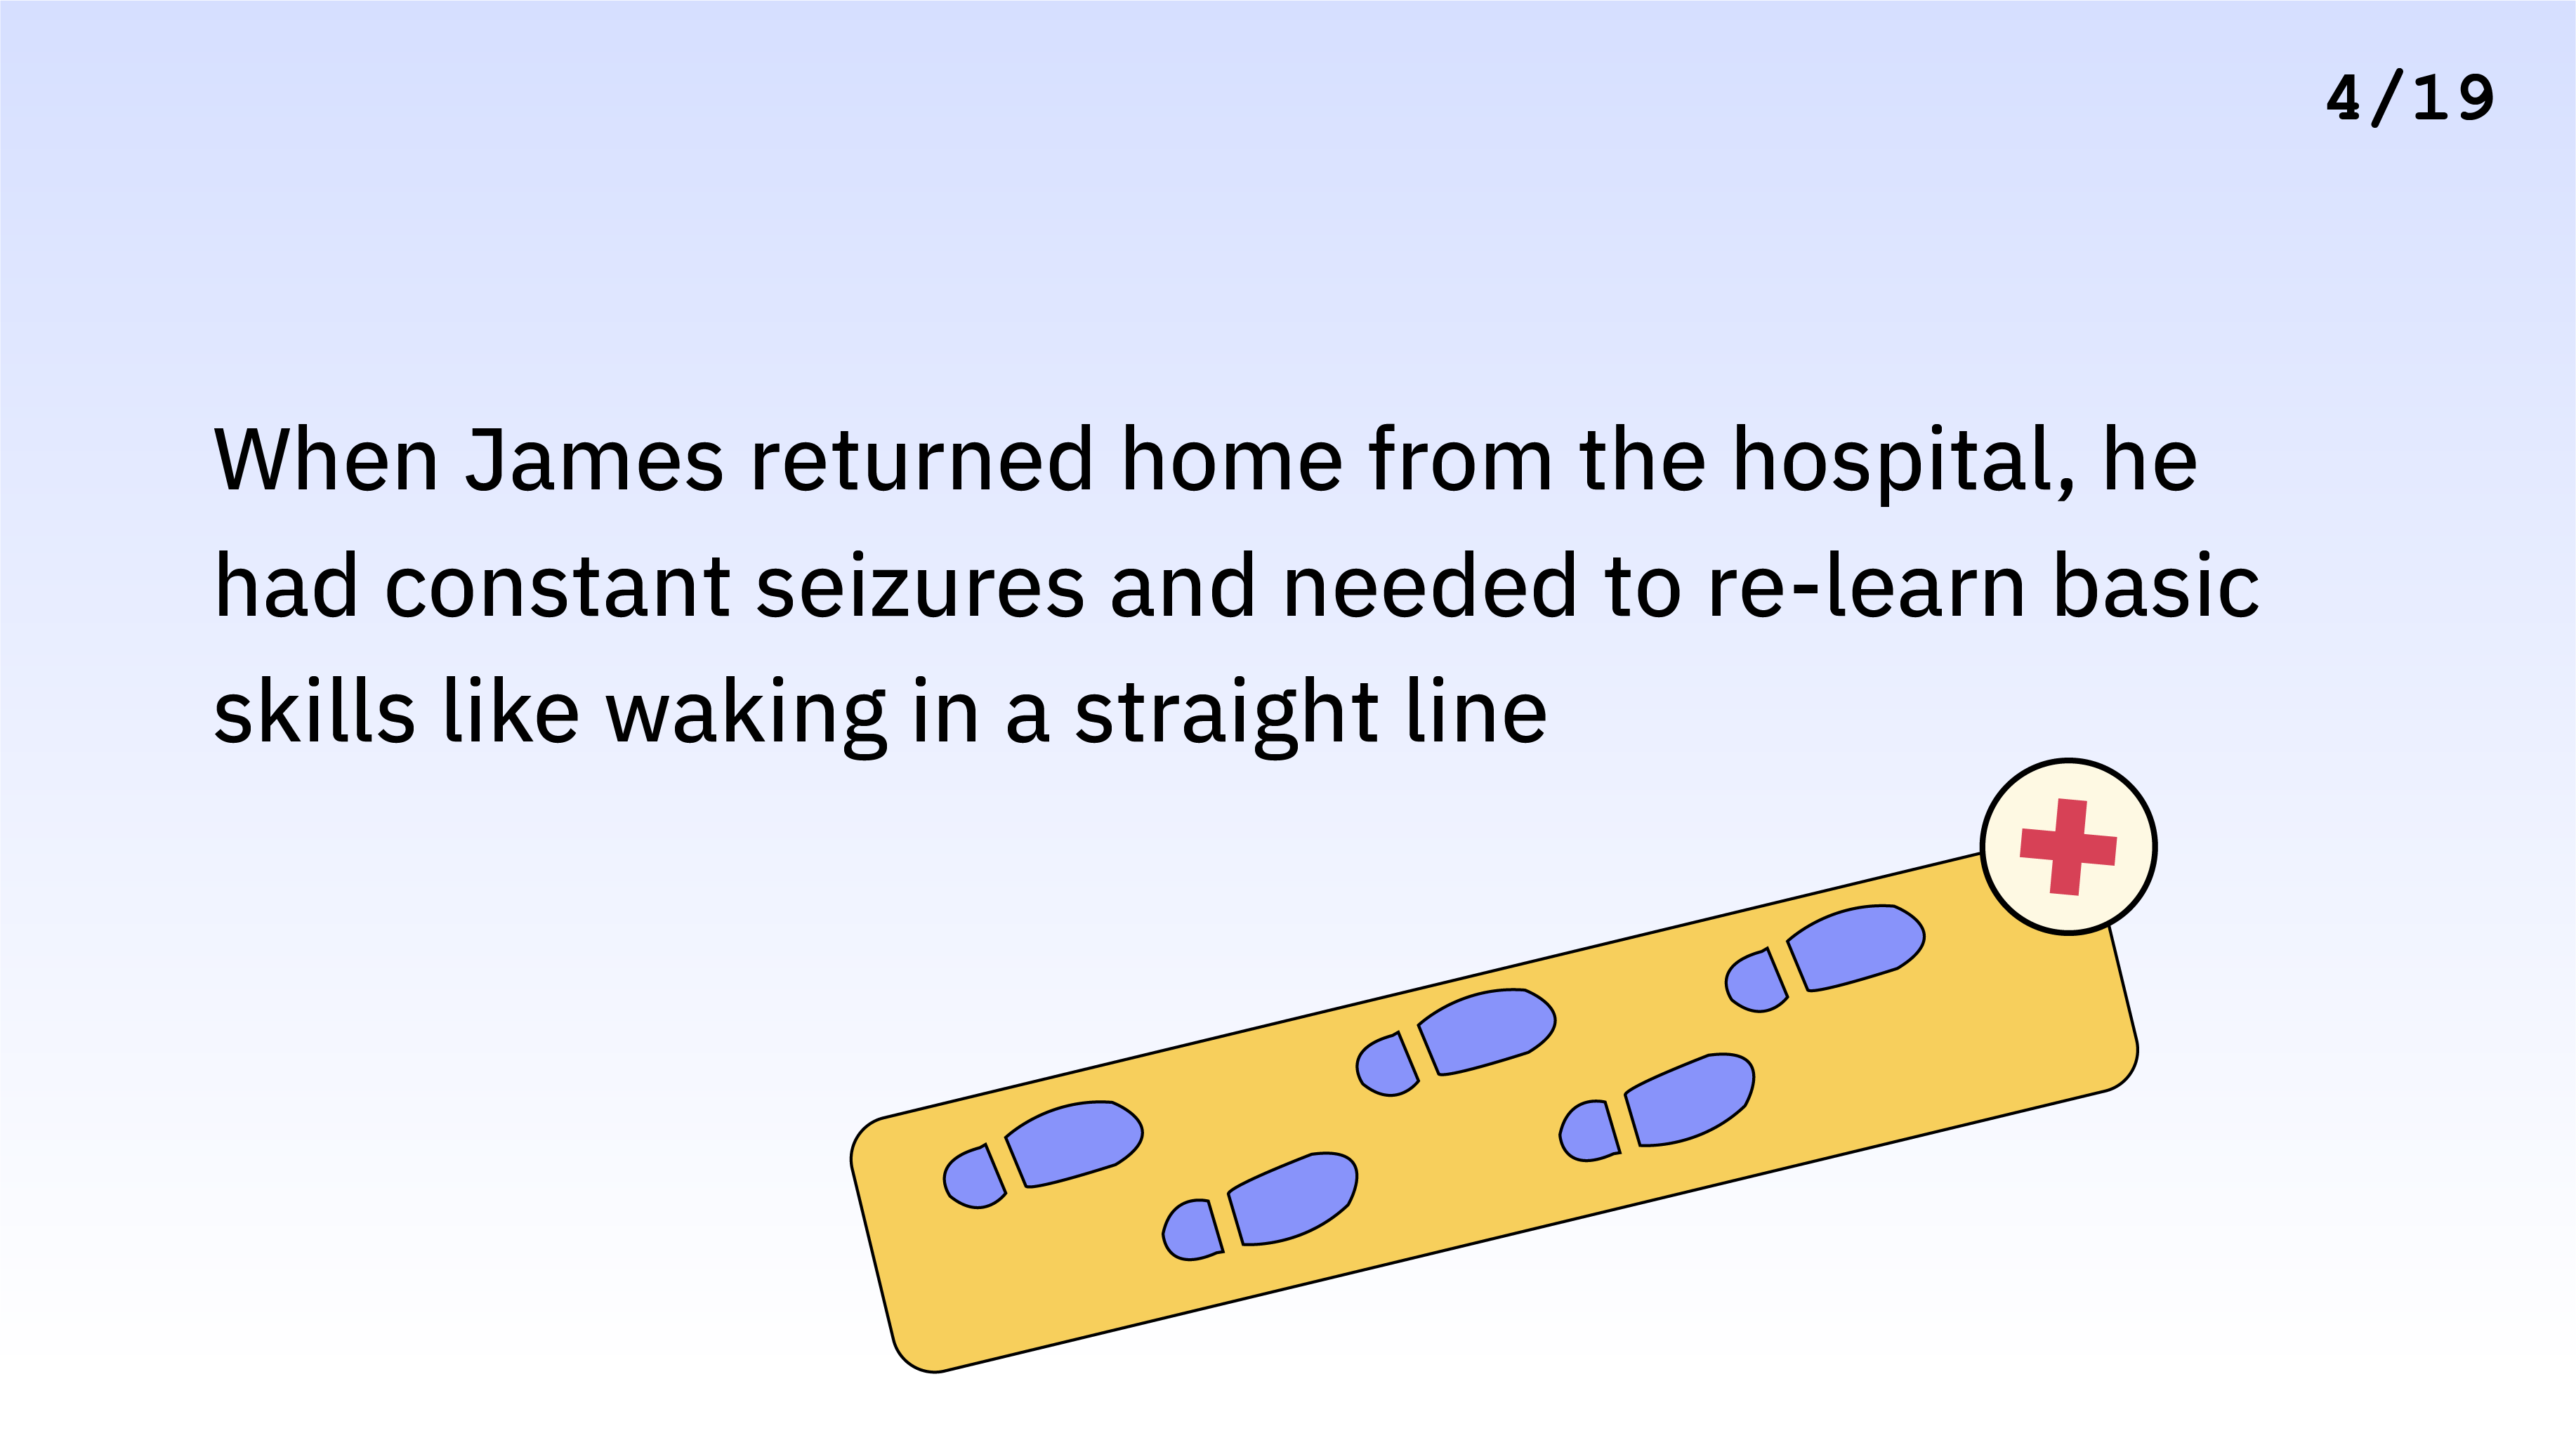 4/19
When James returned home from the hospital, he
had constant seizures and needed to re-learn basic
skills like waking in a straight line